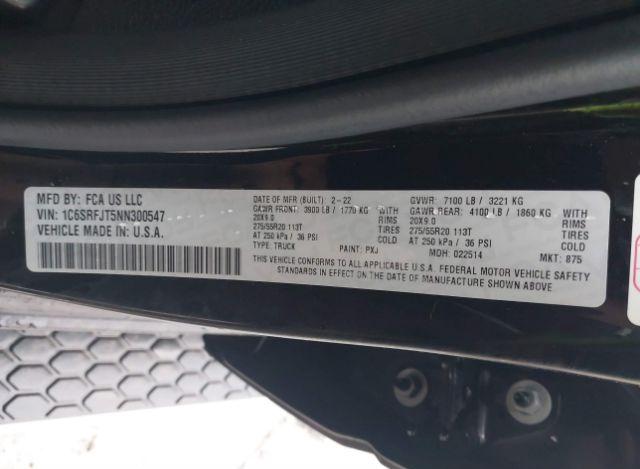 MFD BY: FCA US LLC
VIN: 1C6SRFJT5NN300547
VEHICLE MADE IN: U.S.A.
DATE OF MFR (BUILT): 2-22 GVWR: 7100 LB / 3221 KG
GAWR FRONT: 3900 LB / 1770 KG WITH GAWR REAR: 4100 LB / 1860 KG WITH
20X9.0 RIMS 20X9.0 RIMS
275/55R20 113T TIRES 275/55R20 113T TIRES
AT 250 kPa / 36 PSI COLD AT 250 kPa / 36 PSI COLD
TYPE: TRUCK PAINT: PXJ MDH: 022514 MKT: 875
THIS VEHICLE CONFORMS TO ALL APPLICABLE U.S.A. FEDERAL MOTOR VEHICLE SAFETY
STANDARDS IN EFFECT ON THE DATE OF MANUFACTURE SHOWN ABOVE